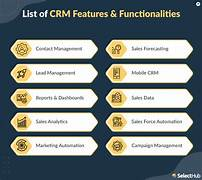 List of CRM Features & Functionalities
Contact Management
Sales Forecasting
Lead Management
Mobile CRM
Reports & Dashboards
Sales Data
Sales Analytics
Sales Force Automation
Marketing Automation
Campaign Management
SelectHub